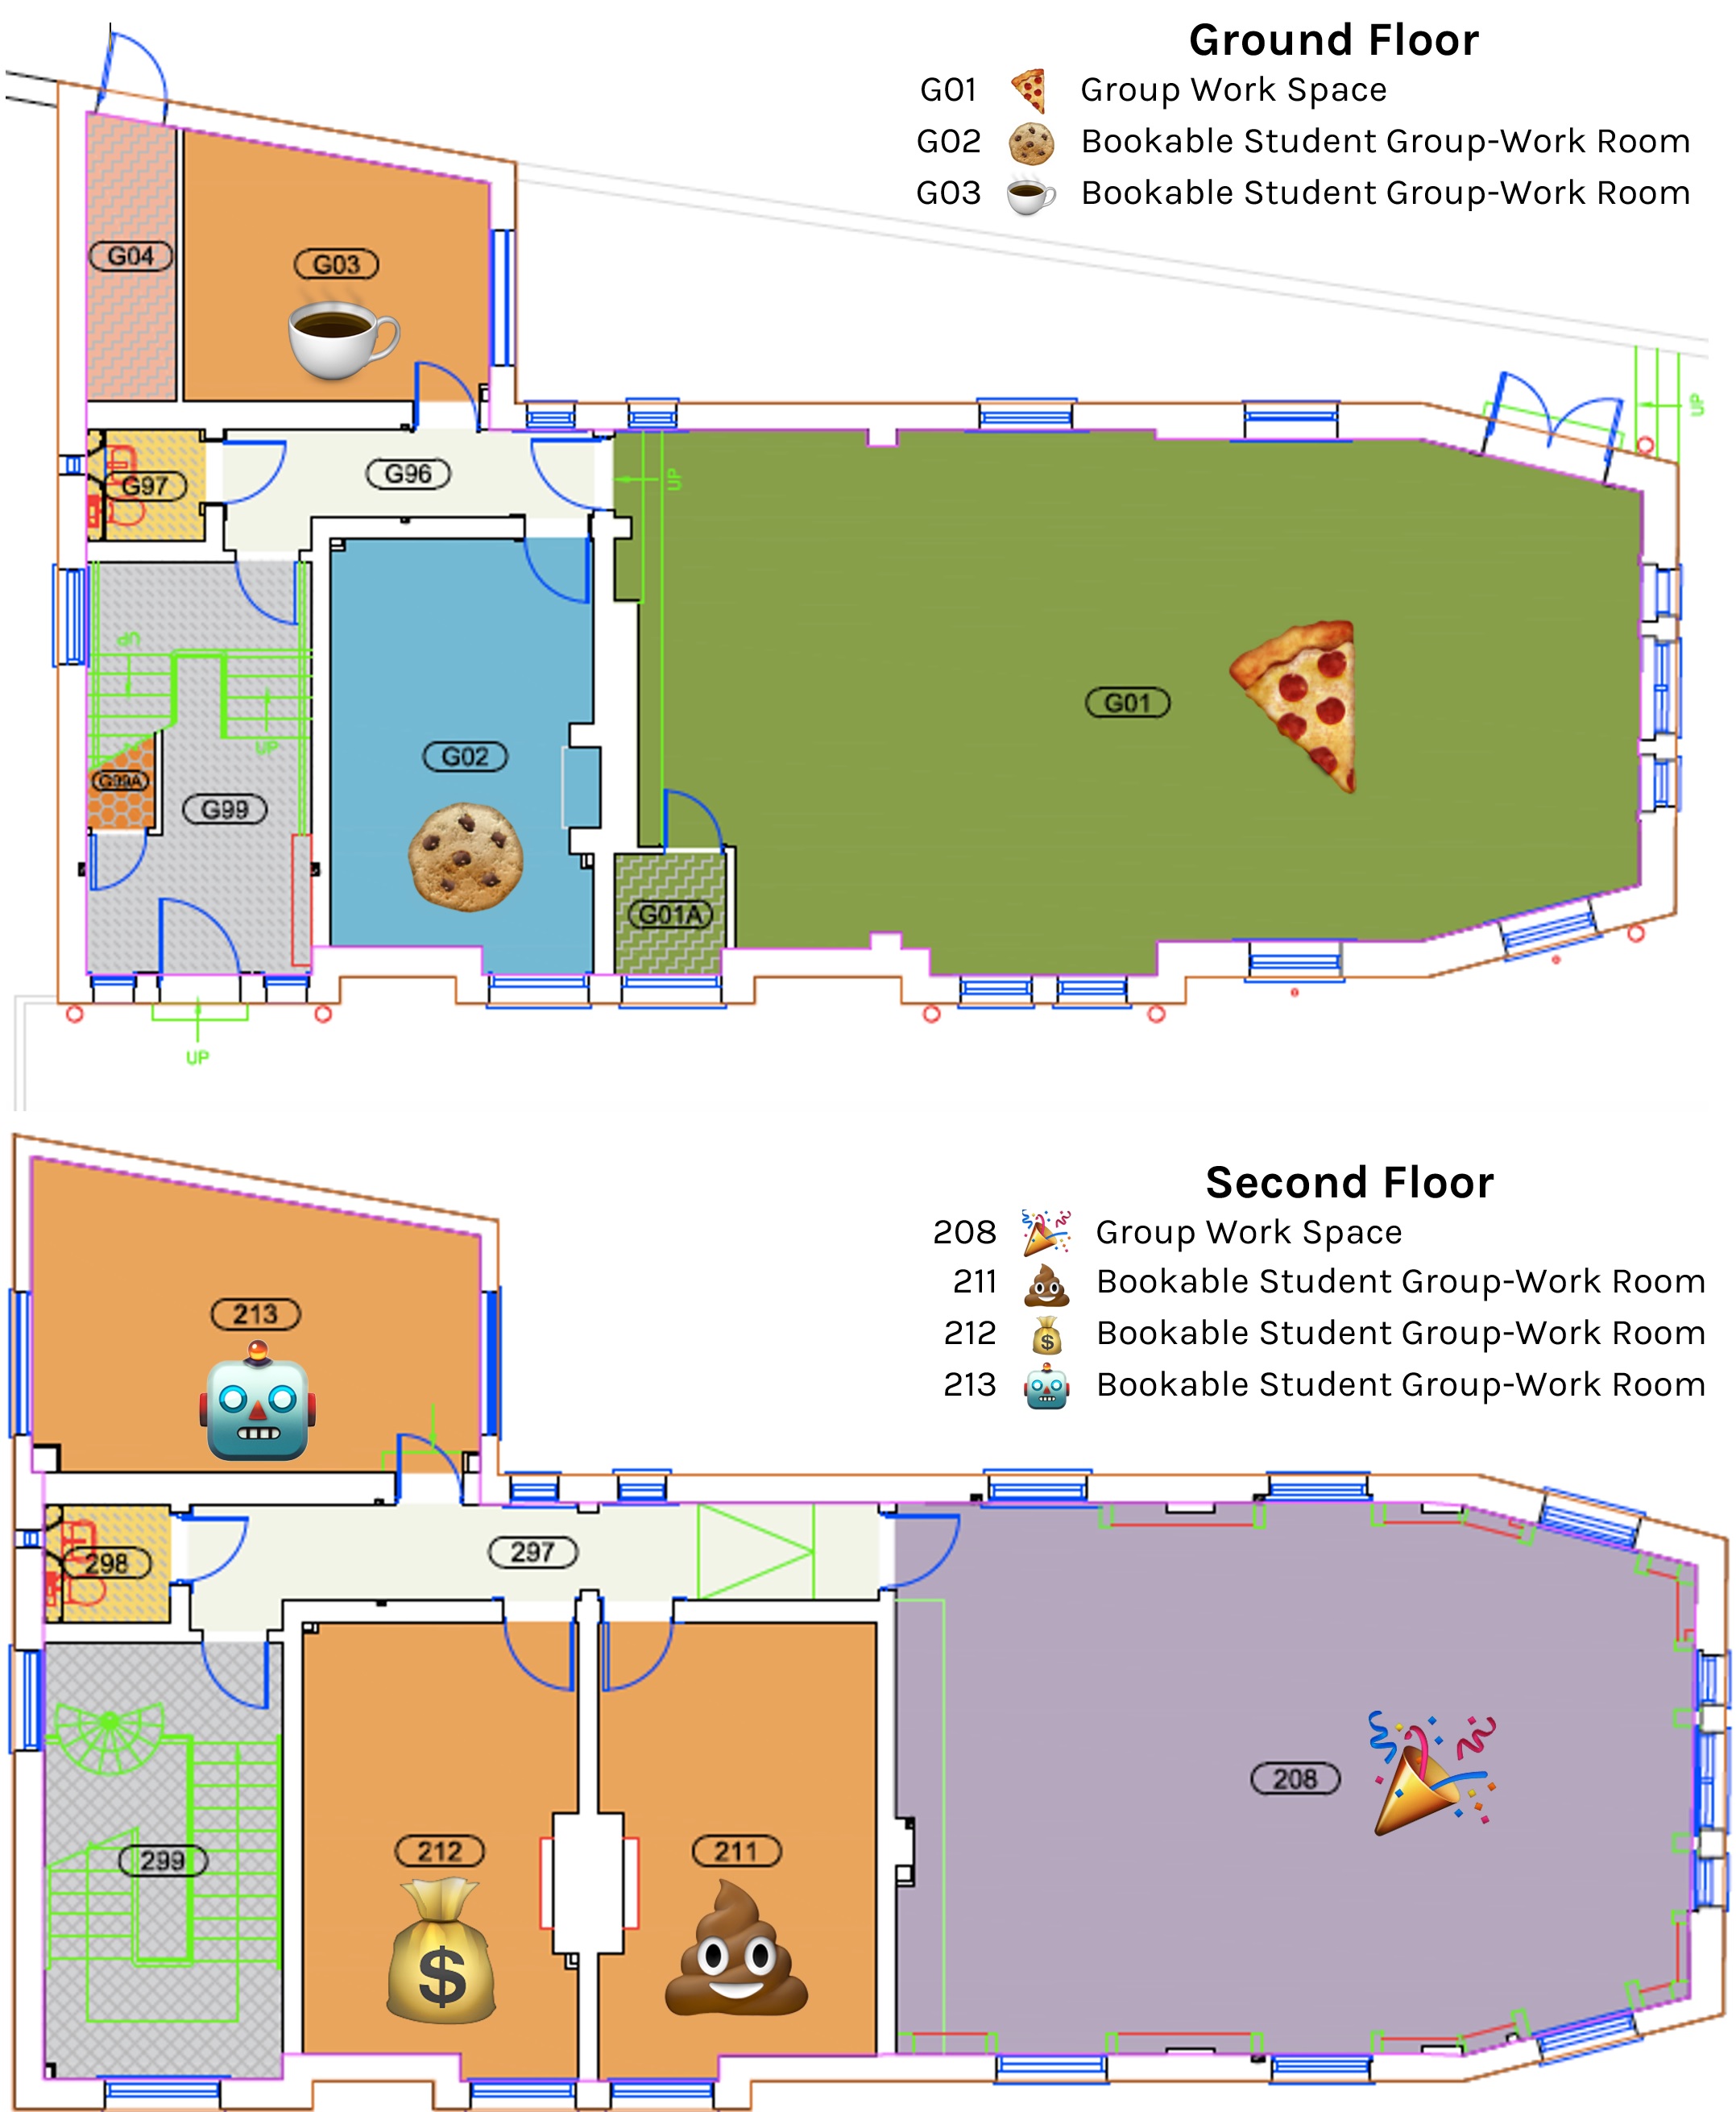 Ground Floor
G01 Group Work Space
G02 Bookable Student Group-Work Room
G03 Bookable Student Group-Work Room
G04
G03
G97
G96
UP
UP
UP
UP
G01
G02
G99A
G99
G01A
UP
Second Floor
208 Group Work Space
211 Bookable Student Group-Work Room
212 Bookable Student Group-Work Room
213 Bookable Student Group-Work Room
213
297
298
208
212
$
211
299